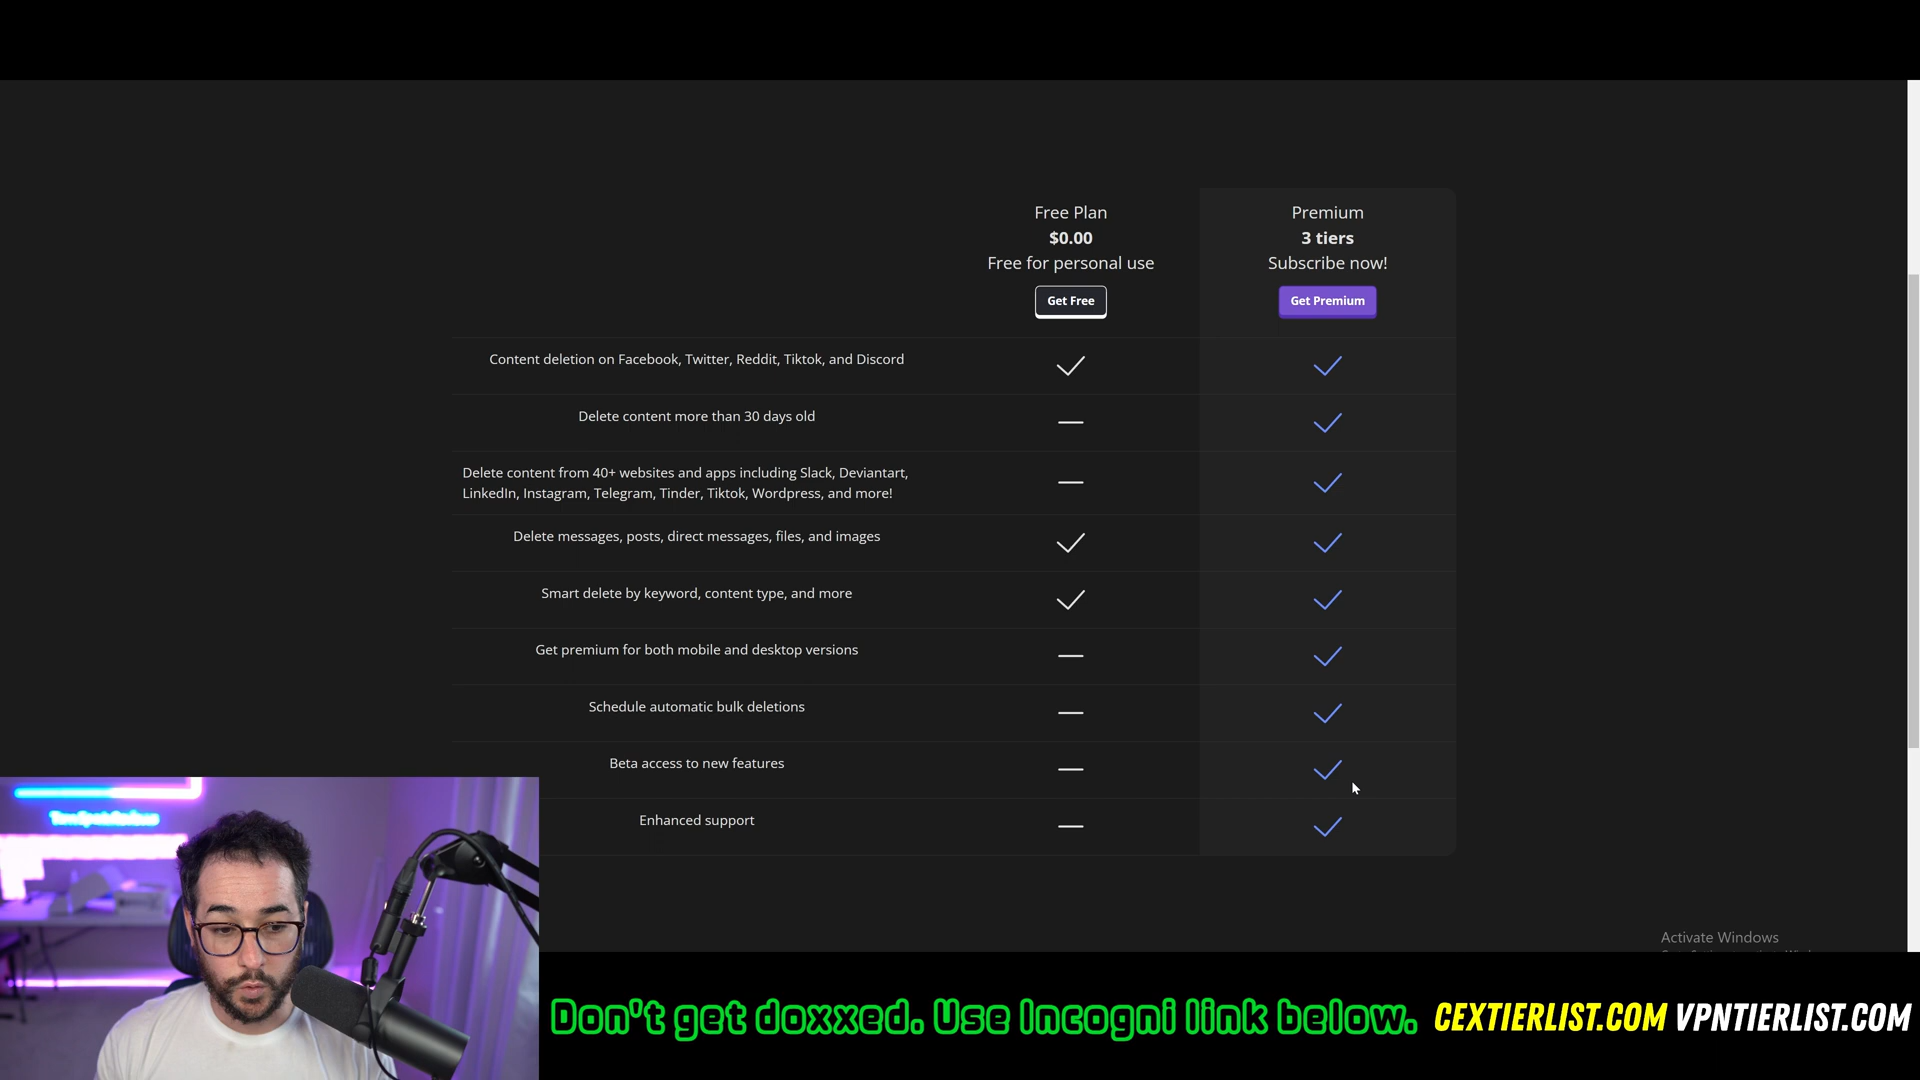 Free Plan
$0.00
Free for personal use
Get Free
Premium
3 tiers
Subscribe now!
Get Premium
Content deletion on Facebook, Twitter, Reddit, Tiktok, and Discord
Delete content more than 30 days old
Delete content from 40+ websites and apps including Slack, Deviantart,
LinkedIn, Instagram, Telegram, Tinder, Tiktok, Wordpress, and more!
Delete messages, posts, direct messages, files, and images
Smart delete by keyword, content type, and more
Get premium for both mobile and desktop versions
Schedule automatic bulk deletions
Beta access to new features
Enhanced support
Activate Windows
Don't get doxxed. Use Incogni link below.
CEXTIERLIST.COM VPNTIERLIST.COM